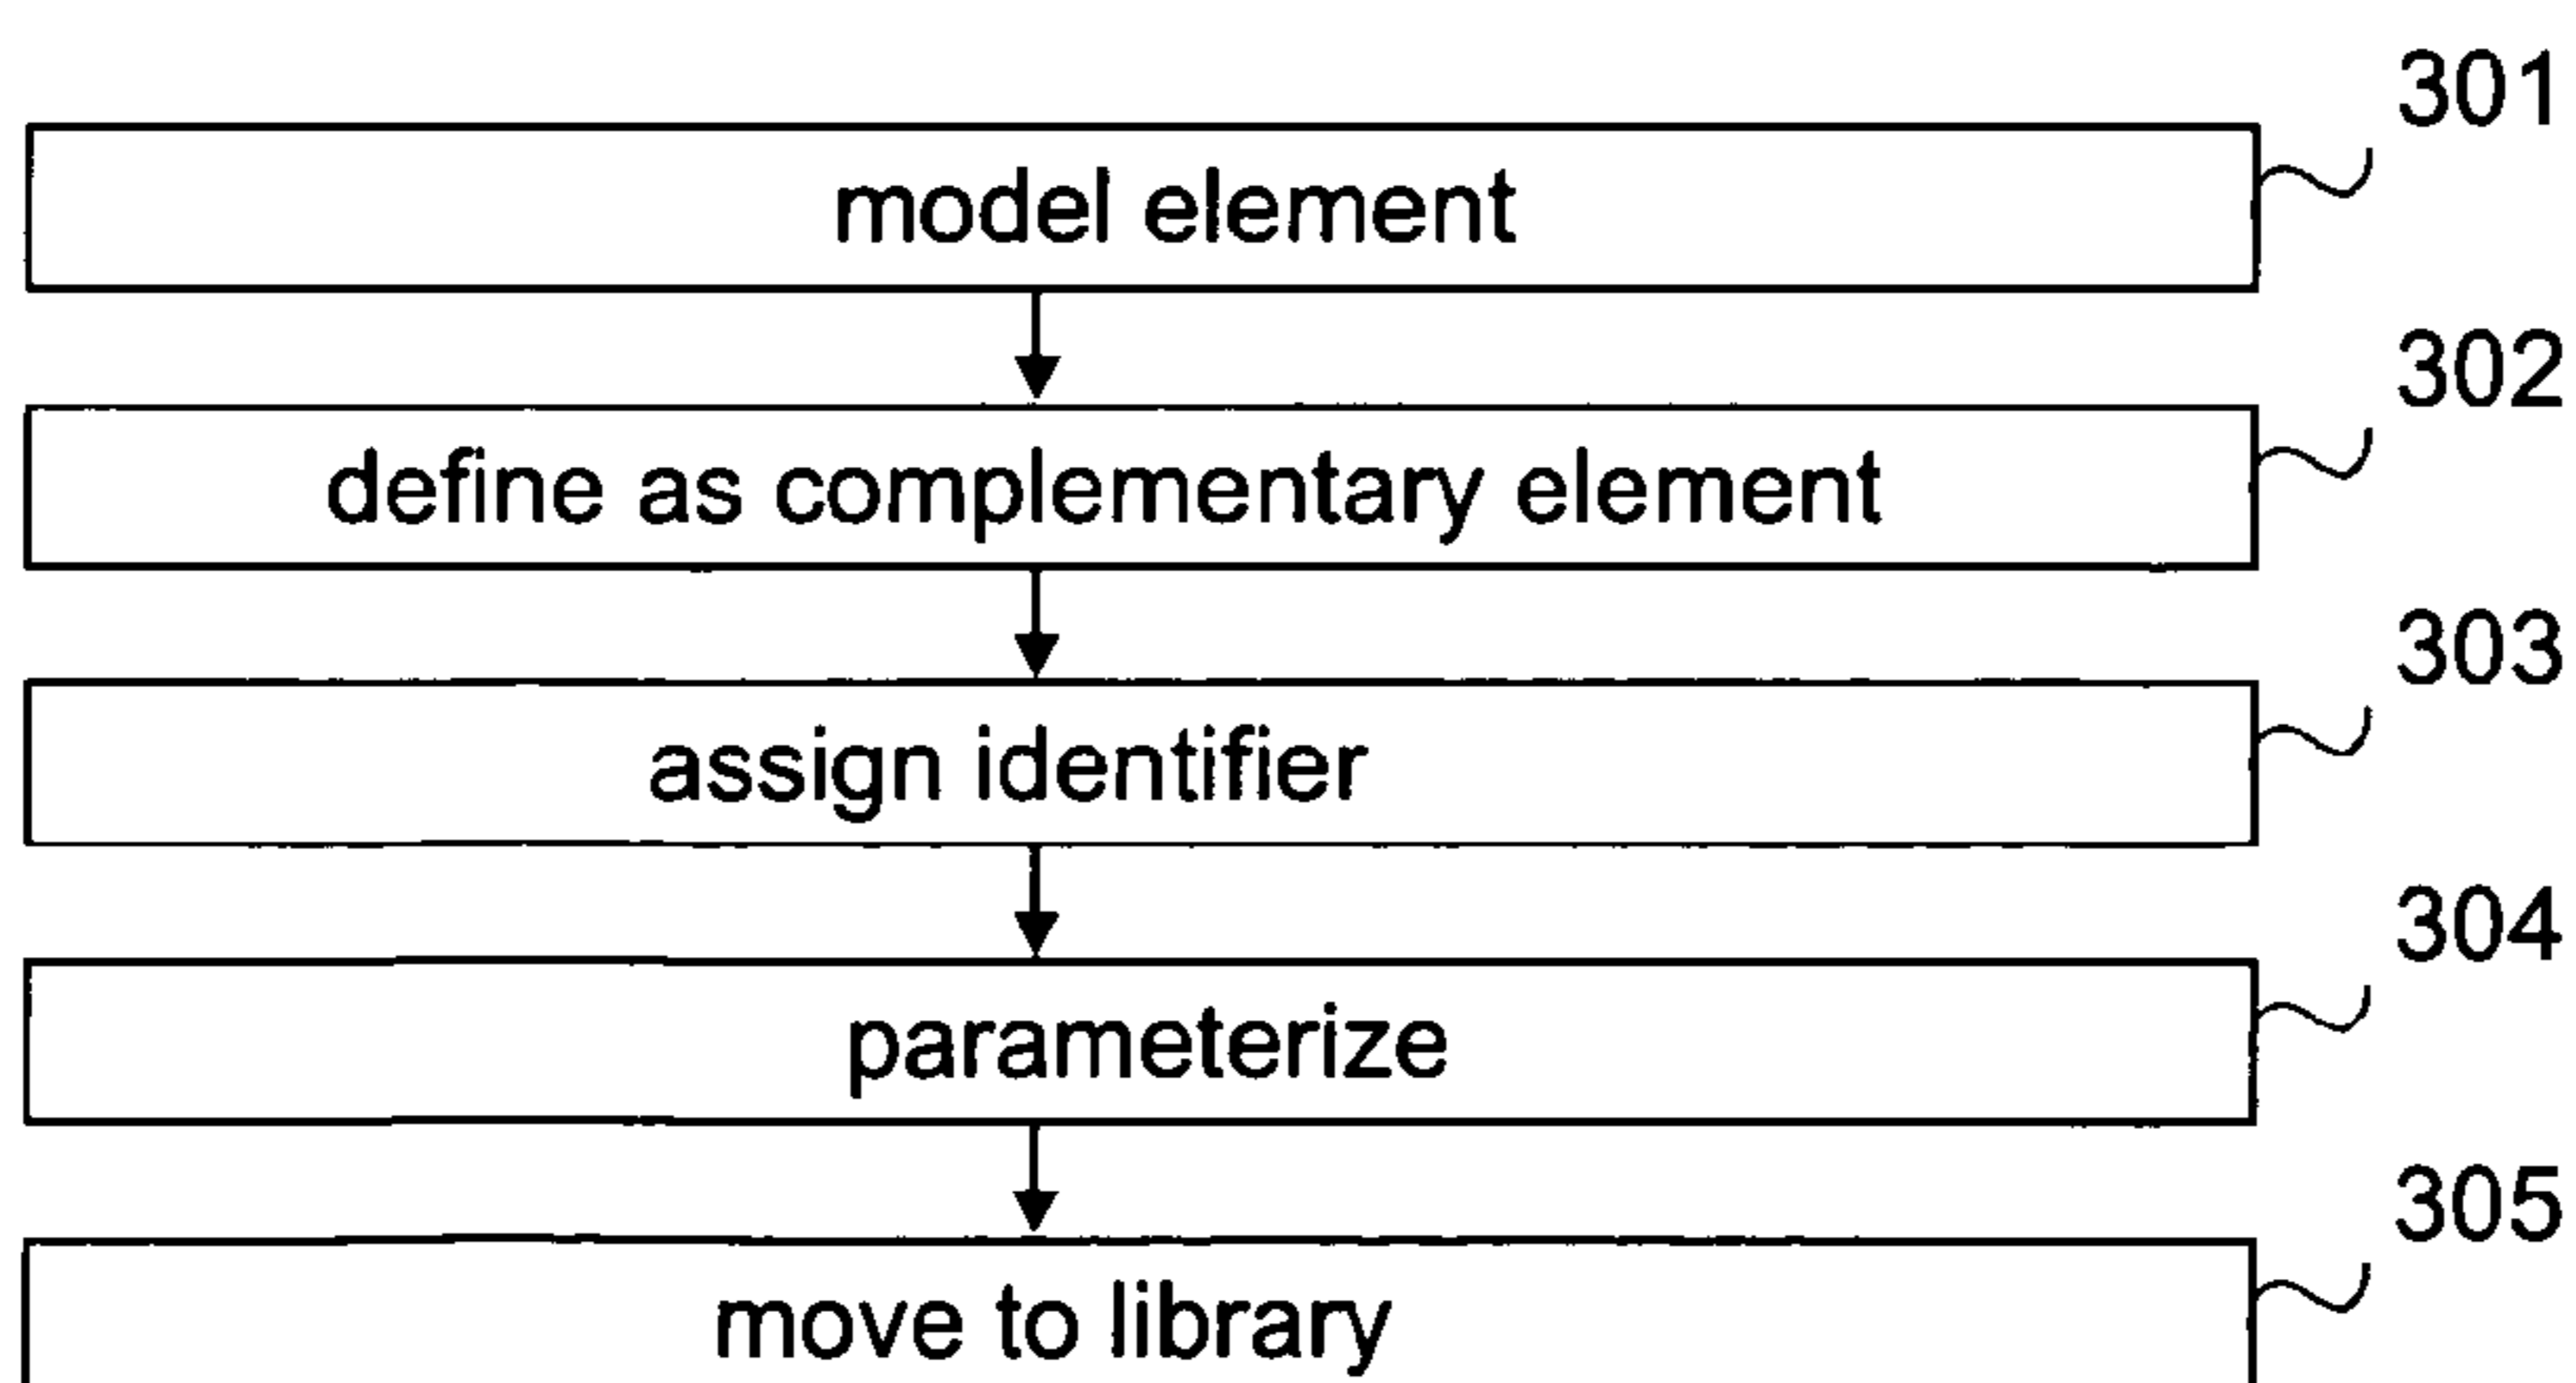 301
model element
302
define as complementary element
303
assign identifier
304
parameterize
305
move to library